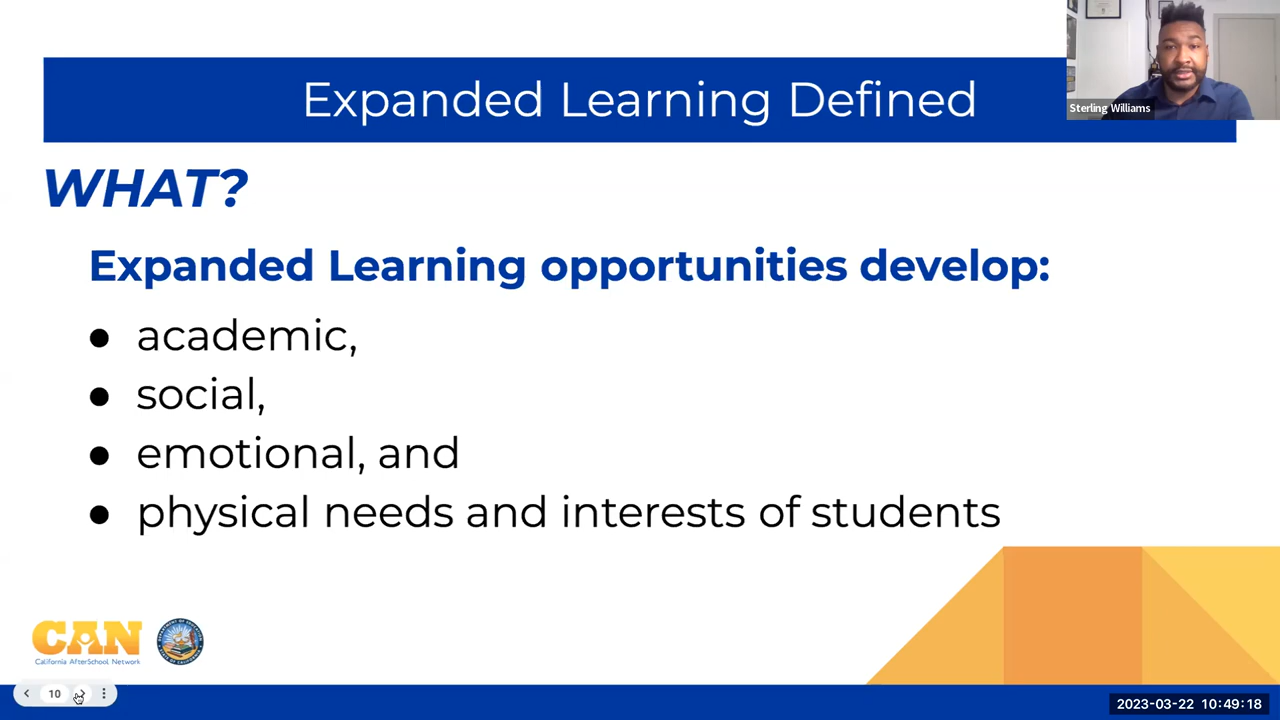 Expanded Learning Defined
Sterling Williams
WHAT?
Expanded Learning opportunities develop:
● academic,
● social,
● emotional, and
● physical needs and interests of students
CAN
California AfterSchool Network
10
2023-03-22 10:49:18